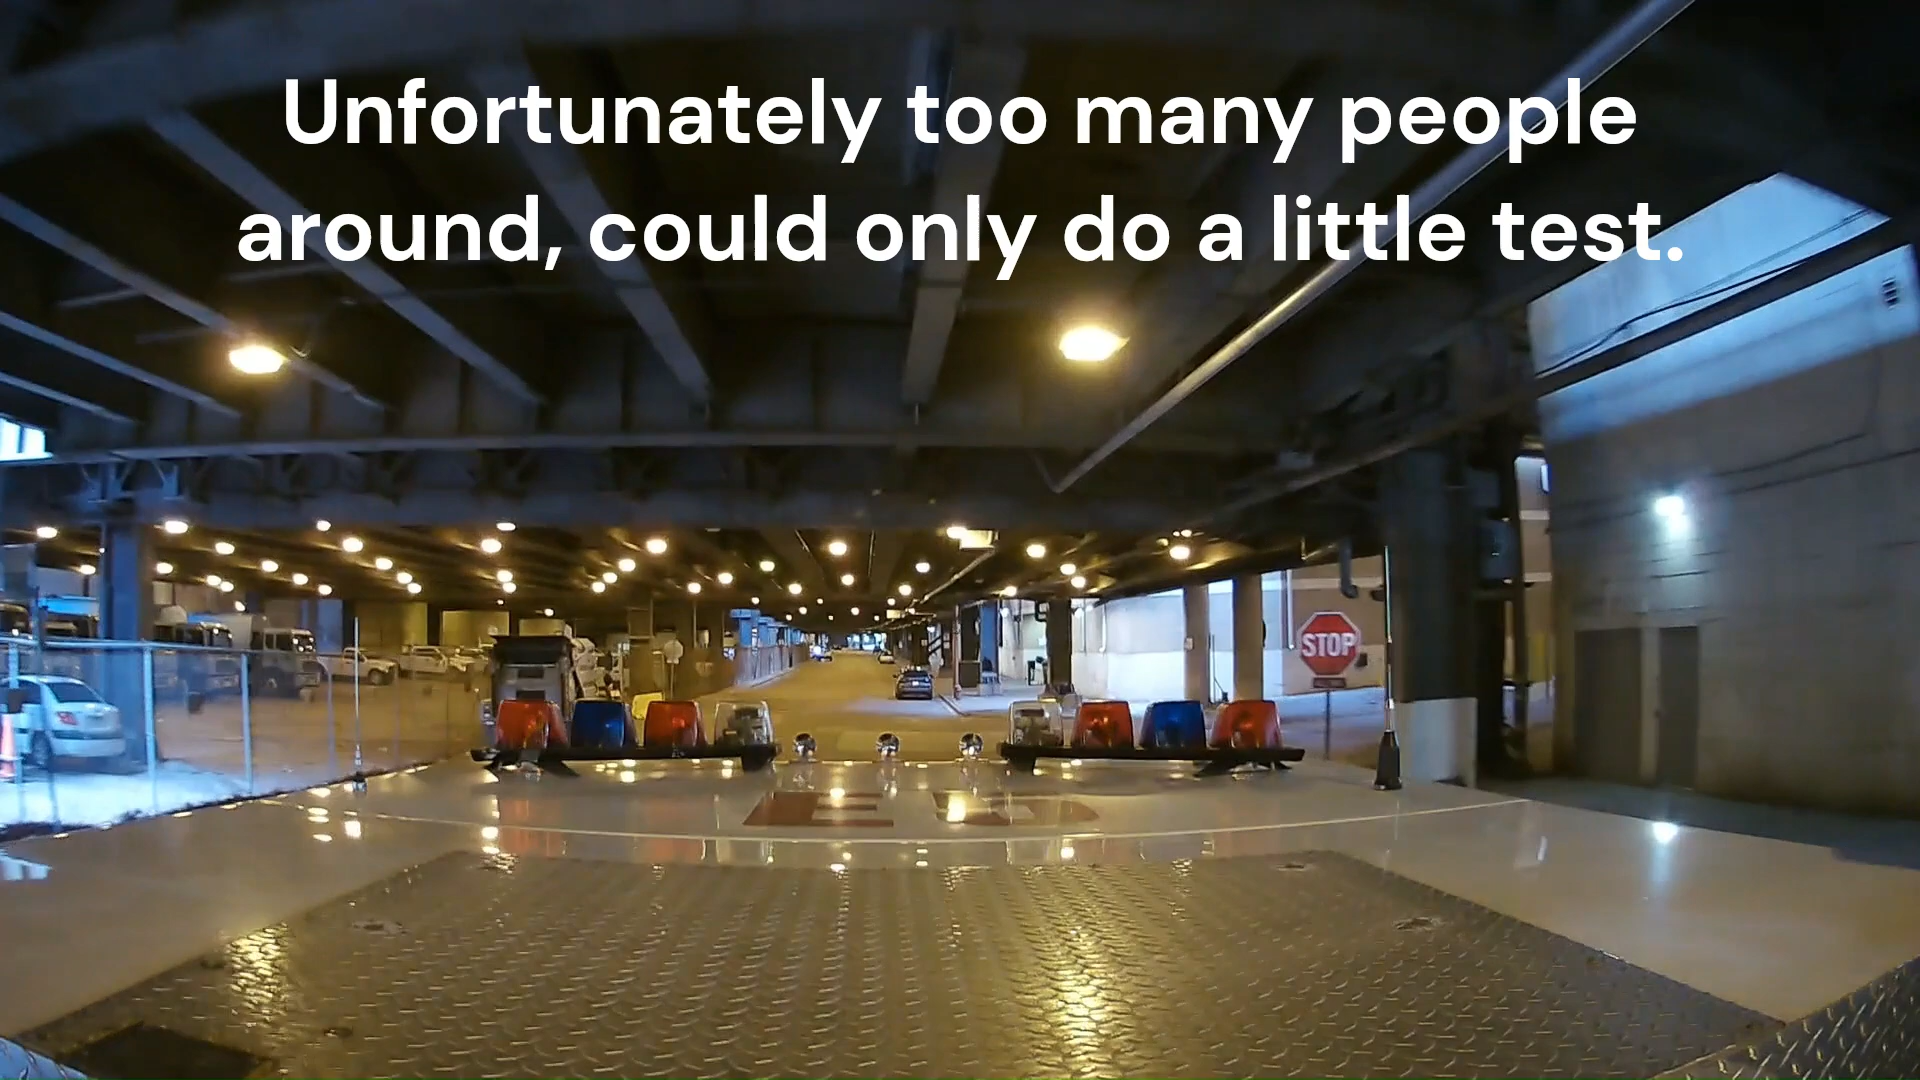 Unfortunately too many people
around, could only do a little test.
STOP